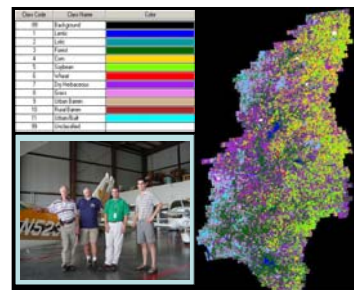 Class Code Class Name Color
Background
1 Lentic
2 Lotic
3 Forest
4 Corn
5 Soybean
6 Wheat
7 Dry Herbaceous
8 Grass
9 Urban Barren
10 Rural Barren
11 Urban Built
99 Unclassified
N523